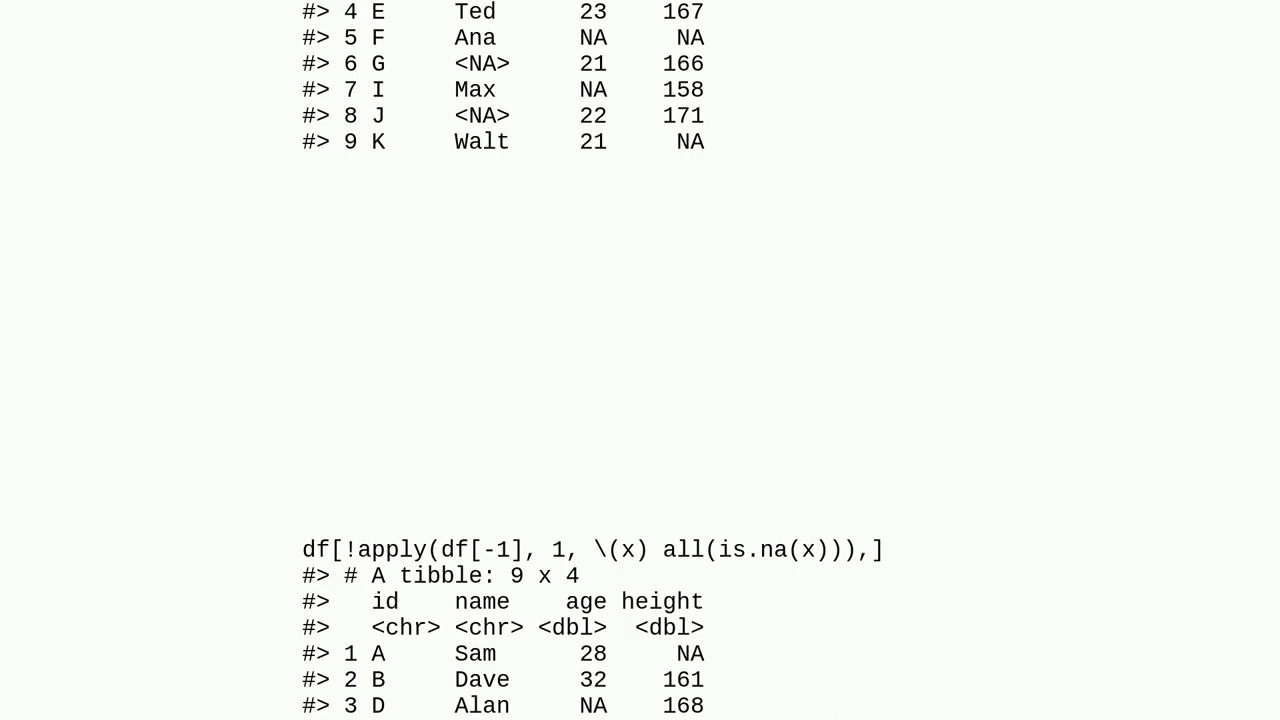 #> 4 E     Ted      23    167
#> 5 F     Ana      NA     NA
#> 6 G     <NA>     21    166
#> 7 I     Max      NA    158
#> 8 J     <NA>     22    171
#> 9 K     Walt     21     NA
df[!apply(df[-1], 1, \(x) all(is.na(x))),]
#> # A tibble: 9 x 4
#>   id    name    age height
#>   <chr> <chr> <dbl>  <dbl>
#> 1 A     Sam      28     NA
#> 2 B     Dave     32    161
#> 3 D     Alan     NA    168